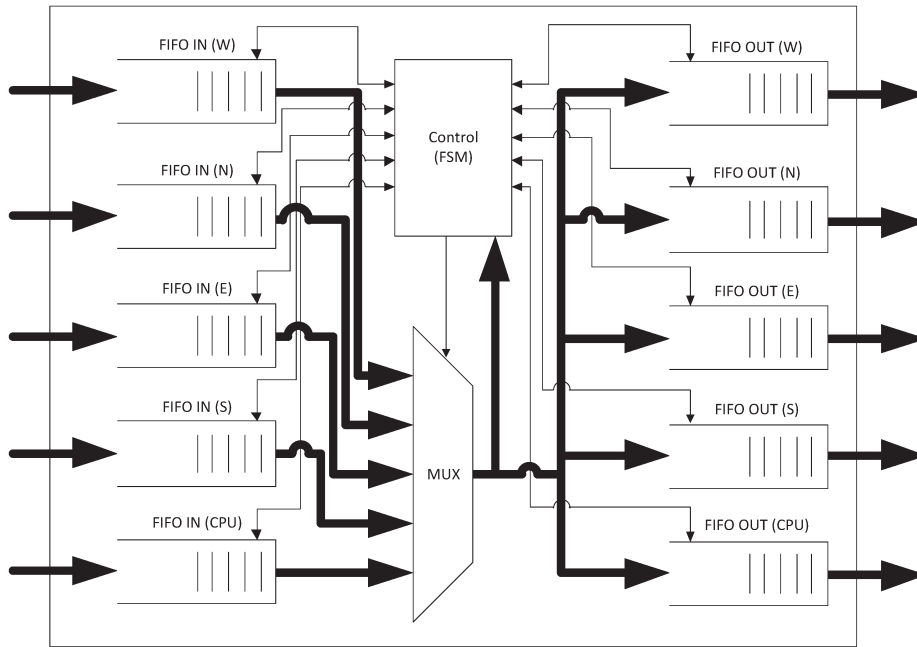 FIFO IN (W)
FIFO OUT (W)
Control
(FSM)
FIFO IN (N)
FIFO OUT (N)
FIFO IN (E)
FIFO OUT (E)
FIFO IN (S)
FIFO OUT (S)
MUX
FIFO IN (CPU)
FIFO OUT (CPU)